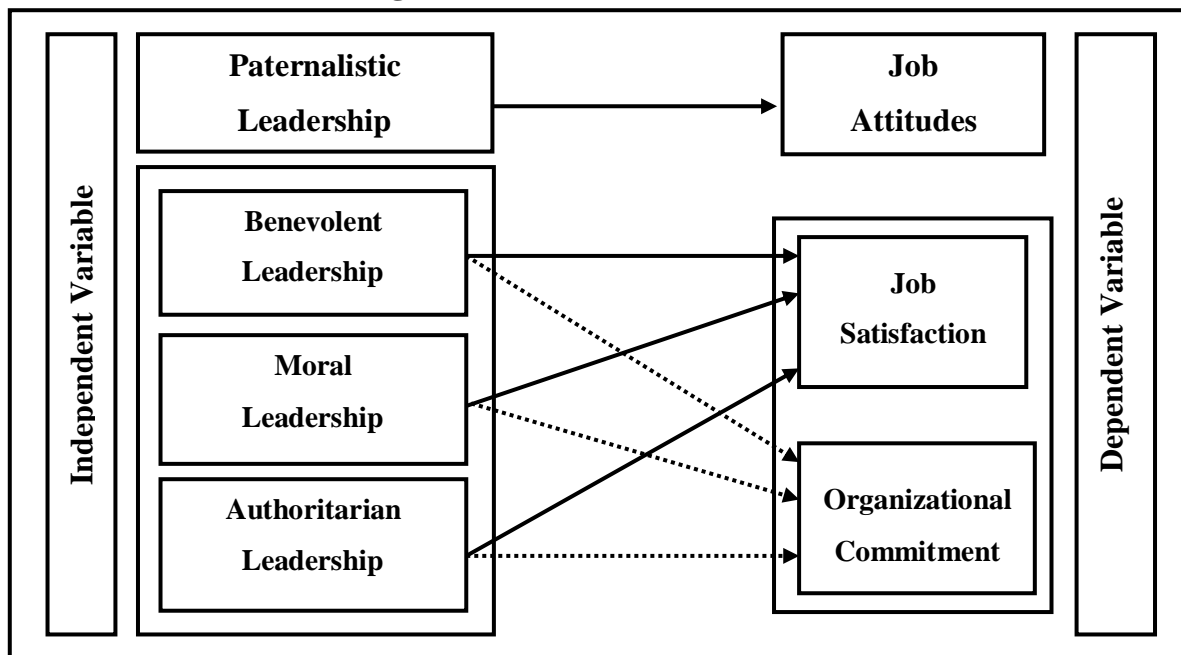 Independent Variable
Paternalistic
Leadership
Job
Attitudes
Benevolent
Leadership
Moral
Leadership
Authoritarian
Leadership
Job
Satisfaction
Organizational
Commitment
Dependent Variable